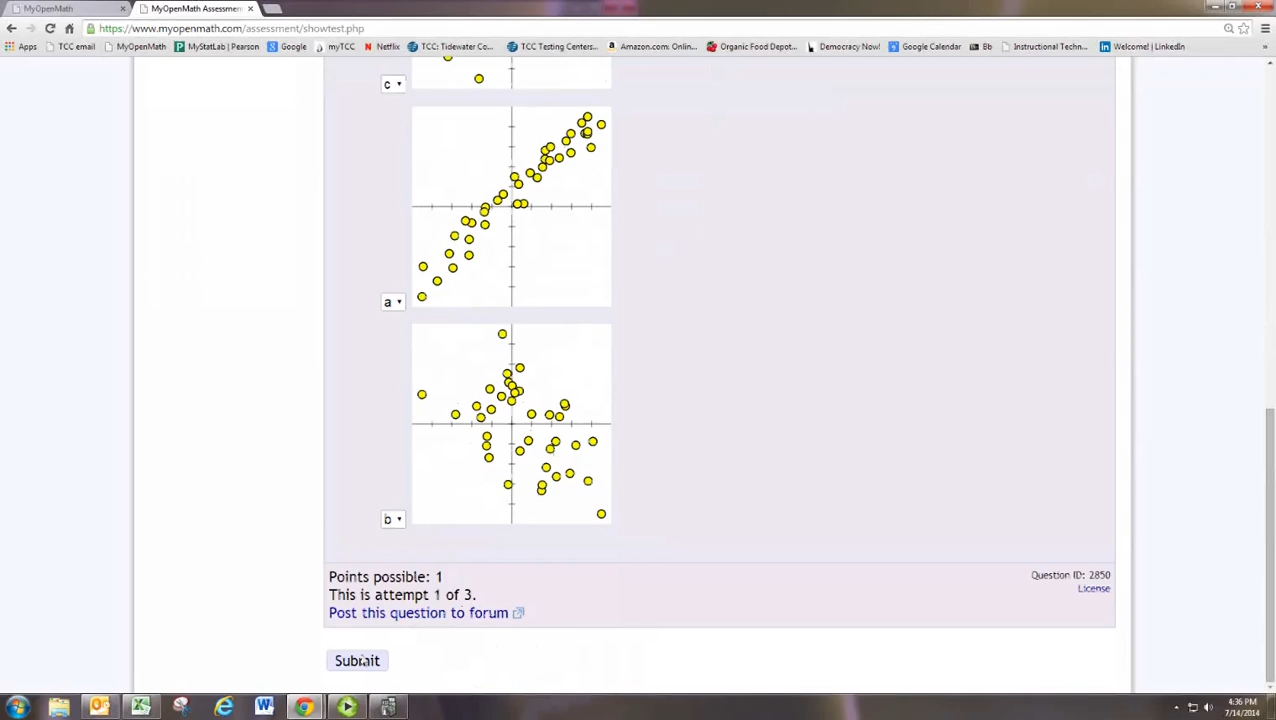 MyOpenMath
MyOpenMath Assessmen
https://www.myopenmath.com/assessment/showtest.php
Apps
TCC email
MyOpenMath
MyStatLab | Pearson
Google
myTCC
Netflix
TCC: Tidewater Co...
TCC Testing Centers...
Amazon.com: Onlin...
Organic Food Depot...
Democracy Now!
Google Calendar
Bb
Instructional Techn...
Welcome! | LinkedIn
c
a
b
Points possible: 1
Question ID: 2850
This is attempt 1 of 3.
License
Post this question to forum
Submit
4:36 PM
7/14/2014